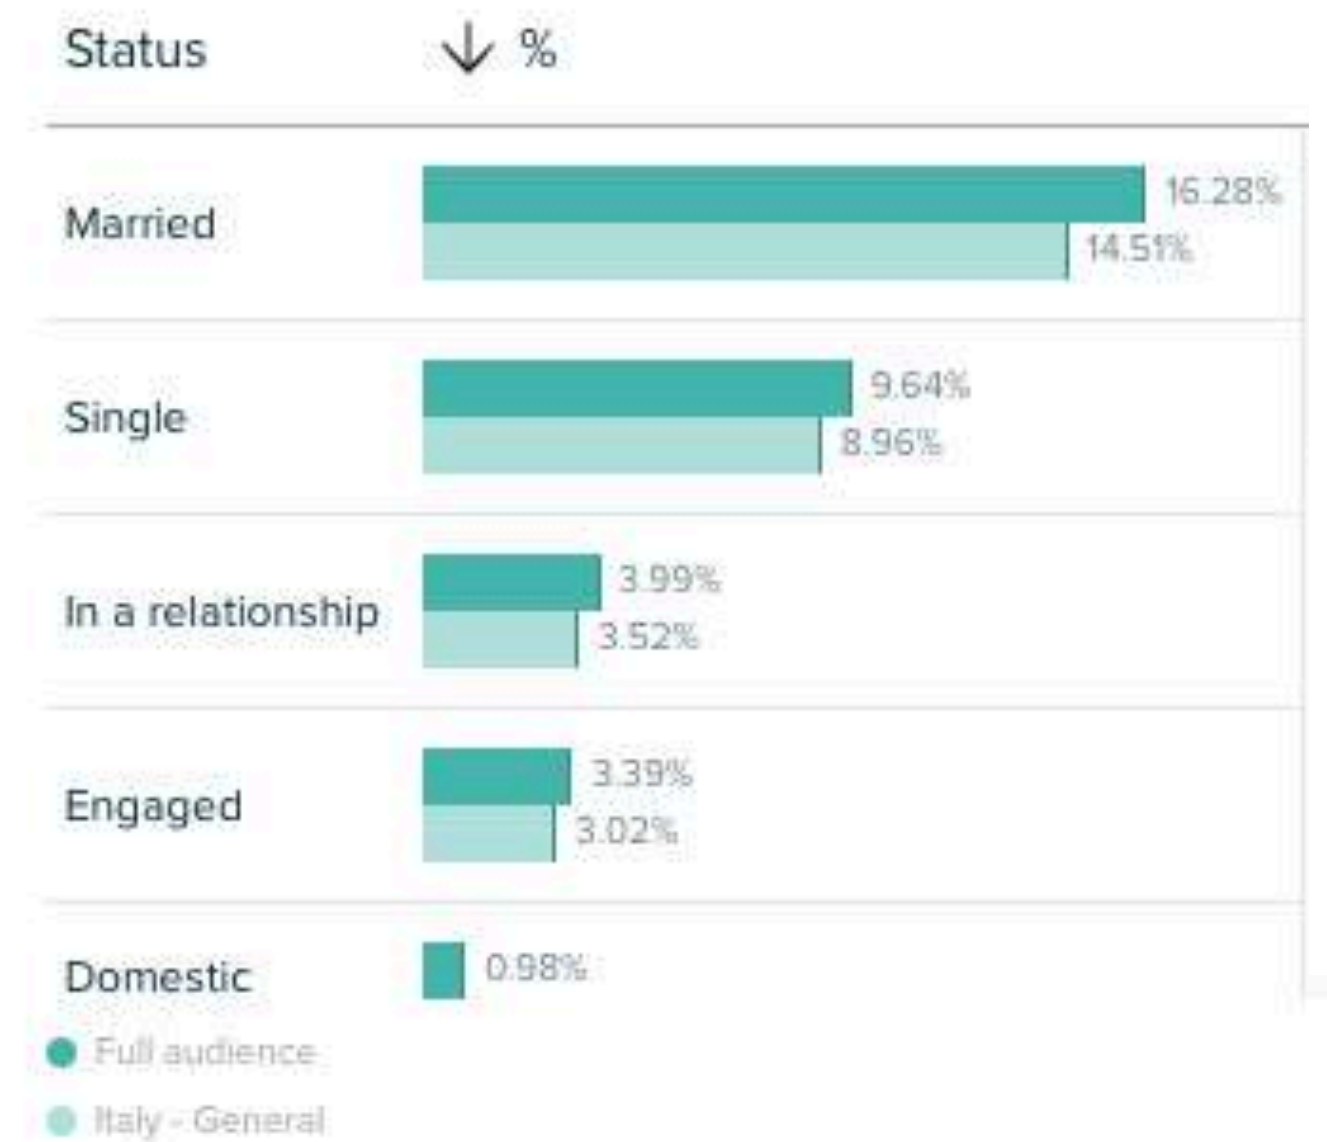 Status ↓ %
Married
16.28%
14.51%
Single
9.64%
8.96%
In a relationship
3.99%
3.52%
Engaged
3.39%
3.02%
Domestic
0.98%
Full audience
Italy - General